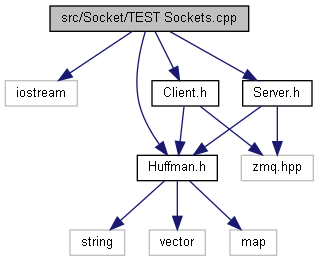 src/Socket/TEST Sockets.cpp
iostream
Client.h
Server.h
Huffman.h
zmq.hpp
string
vector
map